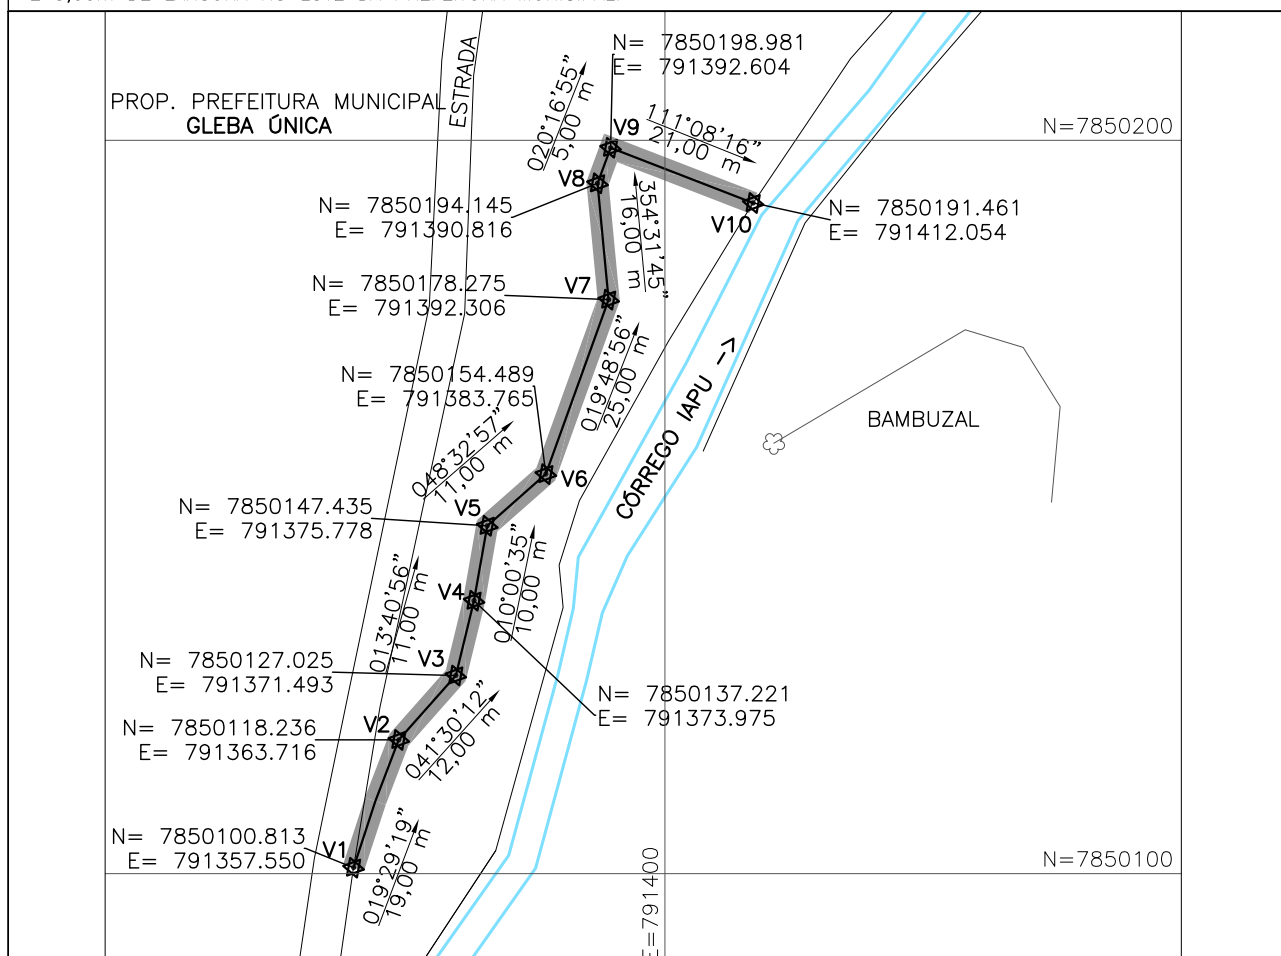 N= 7850198.981
E= 791392.604
ESTRADA
PROP. PREFEITURA MUNICIPAL
GLEBA ÚNICA
020°16'55"
5,00 m
V9
111°08'16"
21,00 m
N=7850200
V8
N= 7850194.145
E= 791390.816
354°31'45"
16,00 m
V10
N= 7850191.461
E= 791412.054
N= 7850178.275
E= 791392.306
V7
019°48'56"
25,00 m
N= 7850154.489
E= 791383.765
CÓRREGO IAPU ->
BAMBUZAL
048°32'57"
11,00 m
V6
N= 7850147.435
E= 791375.778
V5
010°00'35"
10,00 m
013°40'56"
11,00 m
V4
N= 7850127.025
E= 791371.493
V3
N= 7850137.221
E= 791373.975
N= 7850118.236
E= 791363.716
V2
041°30'12"
12,00 m
N= 7850100.813
E= 791357.550
V1
019°29'19"
19,00 m
E=791400
N=7850100